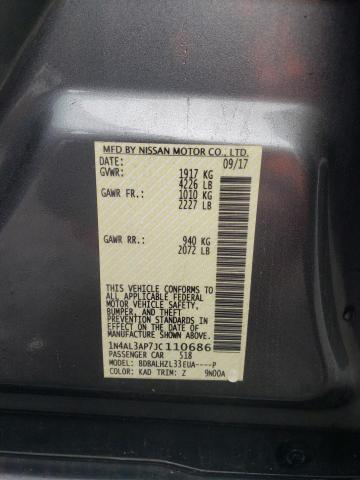 MFD BY NISSAN MOTOR CO., LTD.
DATE: 09/17
GVWR: 1917 KG
4226 LB
GAWR FR.: 1010 KG
2227 LB
GAWR RR.: 940 KG
2072 LB
THIS VEHICLE CONFORMS TO
ALL APPLICABLE FEDERAL
MOTOR VEHICLE SAFETY,
BUMPER, AND THEFT
PREVENTION STANDARDS
IN EFFECT ON THE DATE OF
MANUFACTURE SHOWN ABOVE.
1N4AL3AP7JC110686
PASSENGER CAR 518
MODEL: BDBALHZL33EUA----P
COLOR: KAD TRIM: Z 9N00A